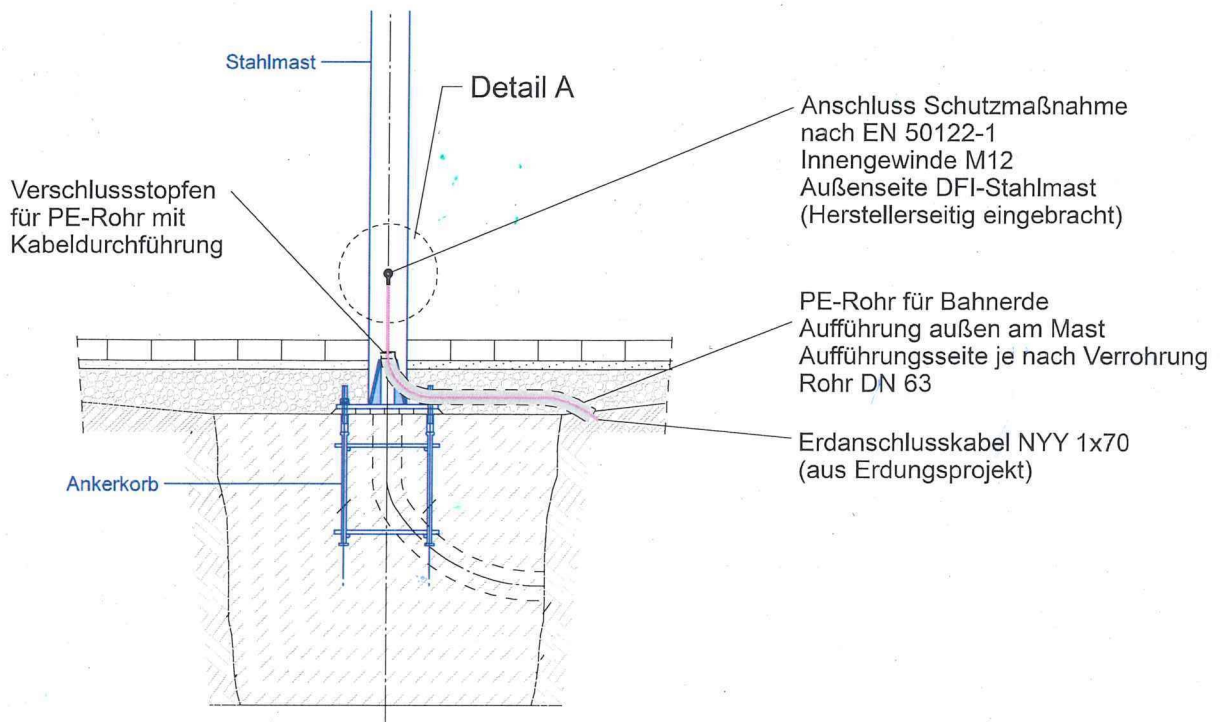 Stahlmast
Detail A
Anschluss Schutzmaßnahme
nach EN 50122-1
Innengewinde M12
Außenseite DFI-Stahlmast
(Herstellerseitig eingebracht)
Verschlussstopfen
für PE-Rohr mit
Kabeldurchführung
PE-Rohr für Bahnerde
Aufführung außen am Mast
Aufführungsseite je nach Verrohrung
Rohr DN 63
Erdanschlusskabel NYY 1x70
(aus Erdungsprojekt)
Ankerkorb